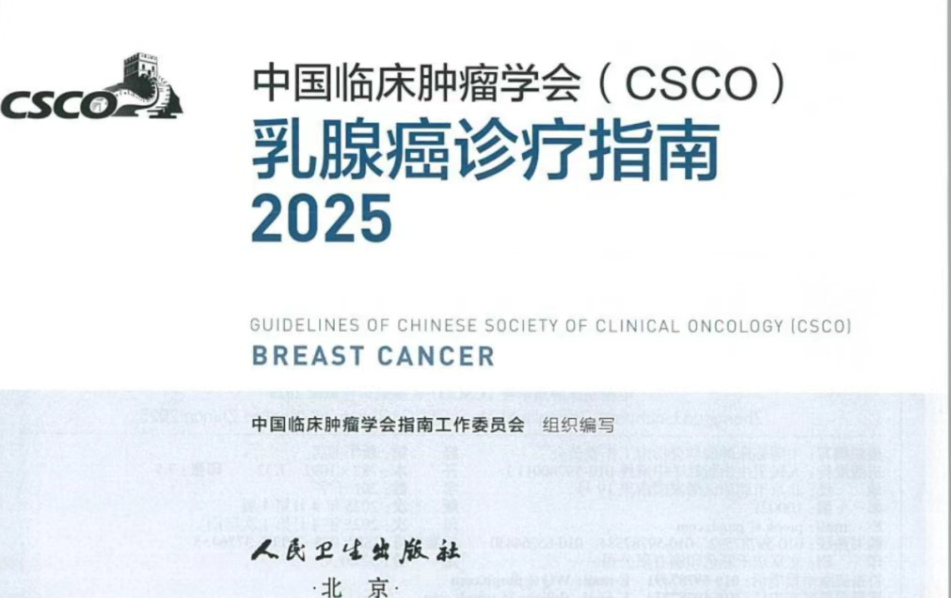 CSCO
中国临床肿瘤学会（CSCO）
乳腺癌诊疗指南
2025
GUIDELINES OF CHINESE SOCIETY OF CLINICAL ONCOLOGY (CSCO)
BREAST CANCER
中国临床肿瘤学会指南工作委员会 组织编写
人民卫生出版社
·北 京·